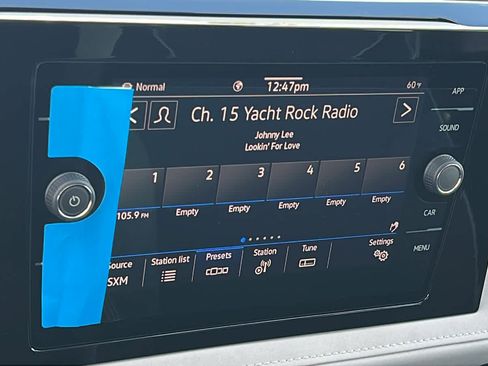 Normal 12:47pm 60°F
APP
Ch. 15 Yacht Rock Radio
Johnny Lee
Lookin' For Love
SOUND
1 2 3 4 5 6
105.9 FM Empty Empty Empty Empty Empty
CAR
Source Station list Presets Station Tune Settings
MENU
SXM